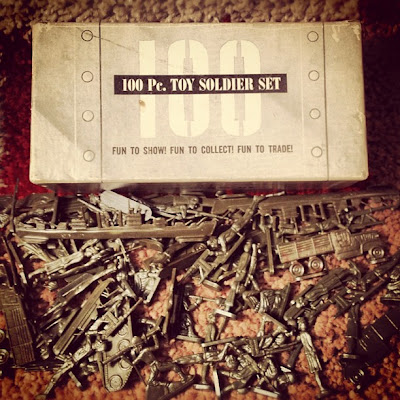 100
100 Pc. TOY SOLDIER SET
FUN TO SHOW! FUN TO COLLECT! FUN TO TRADE!